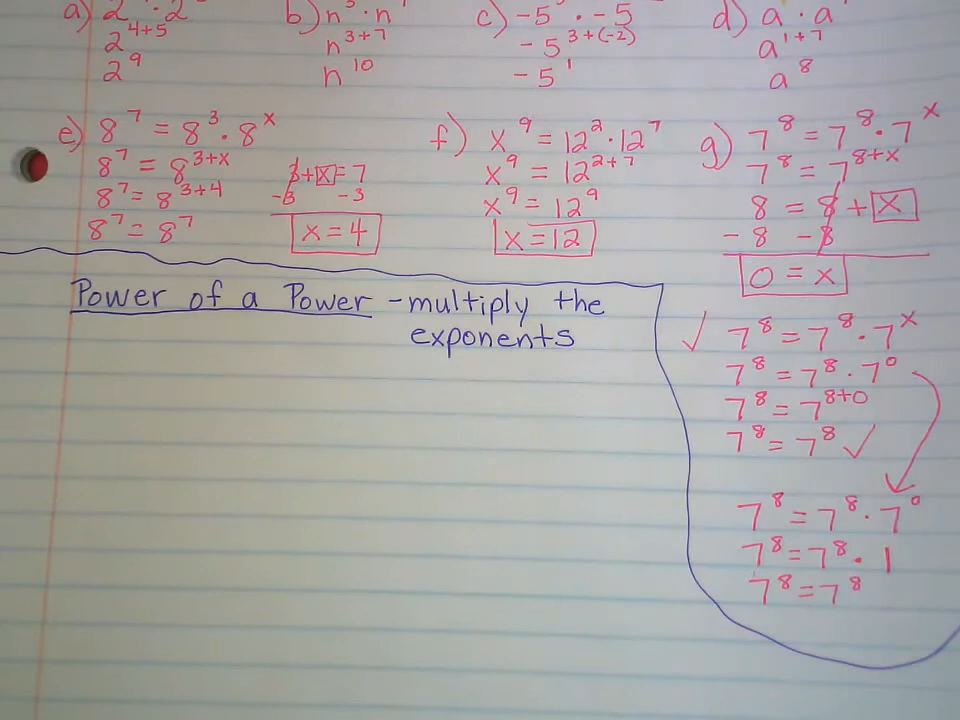 a) 2 · 2
2^4+5
2^9
b) n^3 · n
n^3+7
n^10
c) -5^3 · -5
-5^3+(-2)
-5^1
d) a · a
a^1+7
a^8
e) 8^7 = 8^3 · 8^x
8^7 = 8^3+x
8^7 = 8^3+4
8^7 = 8^7
3+x=7
-3 -3
x=4
f) x^9 = 12^2 · 12^7
x^9 = 12^2+7
x^9 = 12^9
x=12
g) 7^8 = 7^8 · 7^x
7^8 = 7^8+x
8 = 8 + x
-8 -8
0 = x
✓ 7^8 = 7^8 · 7^x
7^8 = 7^8 · 7^0
7^8 = 7^8+0
7^8 = 7^8 ✓
7^8 = 7^8 · 7^0
7^8 = 7^8 · 1
7^8 = 7^8
Power of a Power - multiply the
exponents